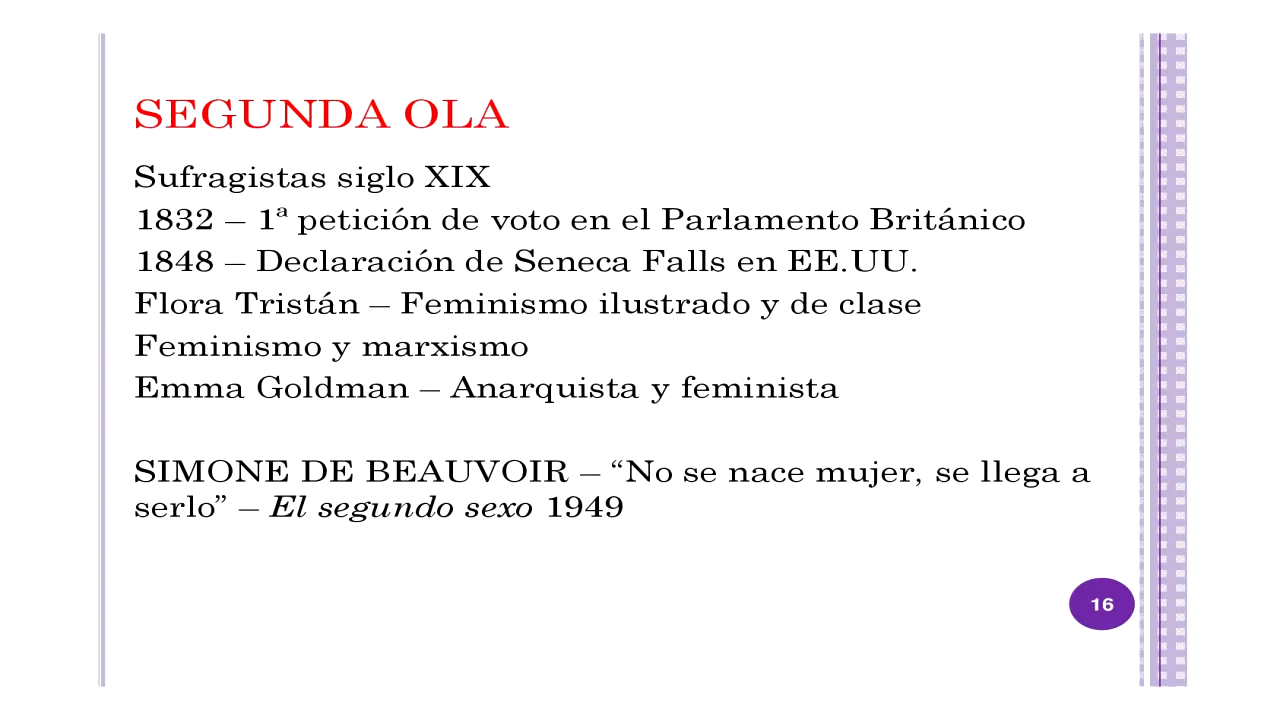 SEGUNDA OLA
Sufragistas siglo XIX
1832 – 1ª petición de voto en el Parlamento Británico
1848 – Declaración de Seneca Falls en EE.UU.
Flora Tristán – Feminismo ilustrado y de clase
Feminismo y marxismo
Emma Goldman – Anarquista y feminista
SIMONE DE BEAUVOIR – “No se nace mujer, se llega a
serlo” – El segundo sexo 1949
16